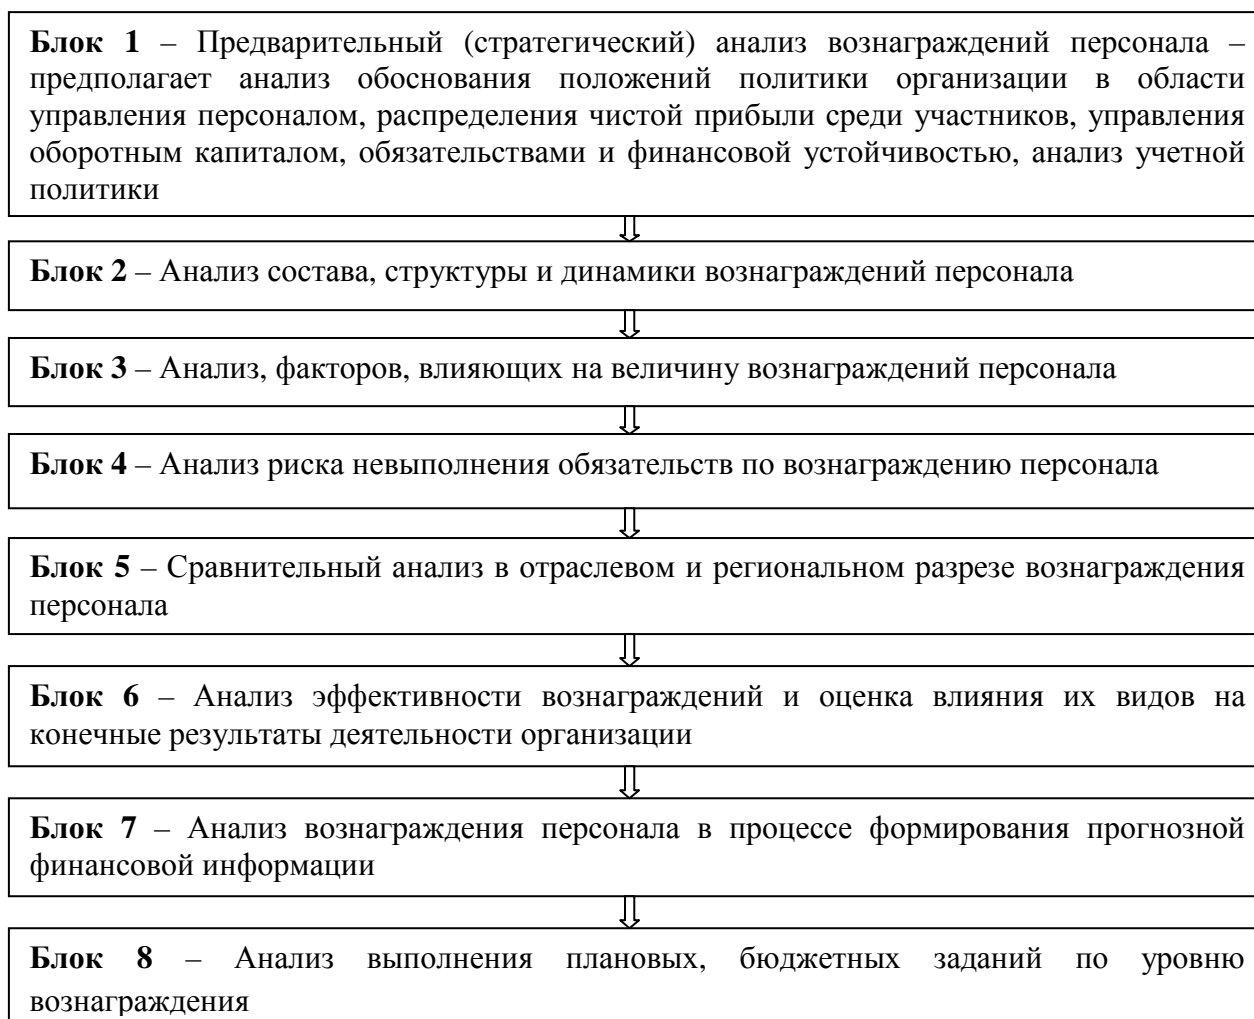 Блок 1 – Предварительный (стратегический) анализ вознаграждений персонала –
предполагает анализ обоснования положений политики организации в области
управления персоналом, распределения чистой прибыли среди участников, управления
оборотным капиталом, обязательствами и финансовой устойчивостью, анализ учетной
политики
Блок 2 – Анализ состава, структуры и динамики вознаграждений персонала
Блок 3 – Анализ, факторов, влияющих на величину вознаграждений персонала
Блок 4 – Анализ риска невыполнения обязательств по вознаграждению персонала
Блок 5 – Сравнительный анализ в отраслевом и региональном разрезе вознаграждения
персонала
Блок 6 – Анализ эффективности вознаграждений и оценка влияния их видов на
конечные результаты деятельности организации
Блок 7 – Анализ вознаграждения персонала в процессе формирования прогнозной
финансовой информации
Блок 8 – Анализ выполнения плановых, бюджетных заданий по уровню
вознаграждения